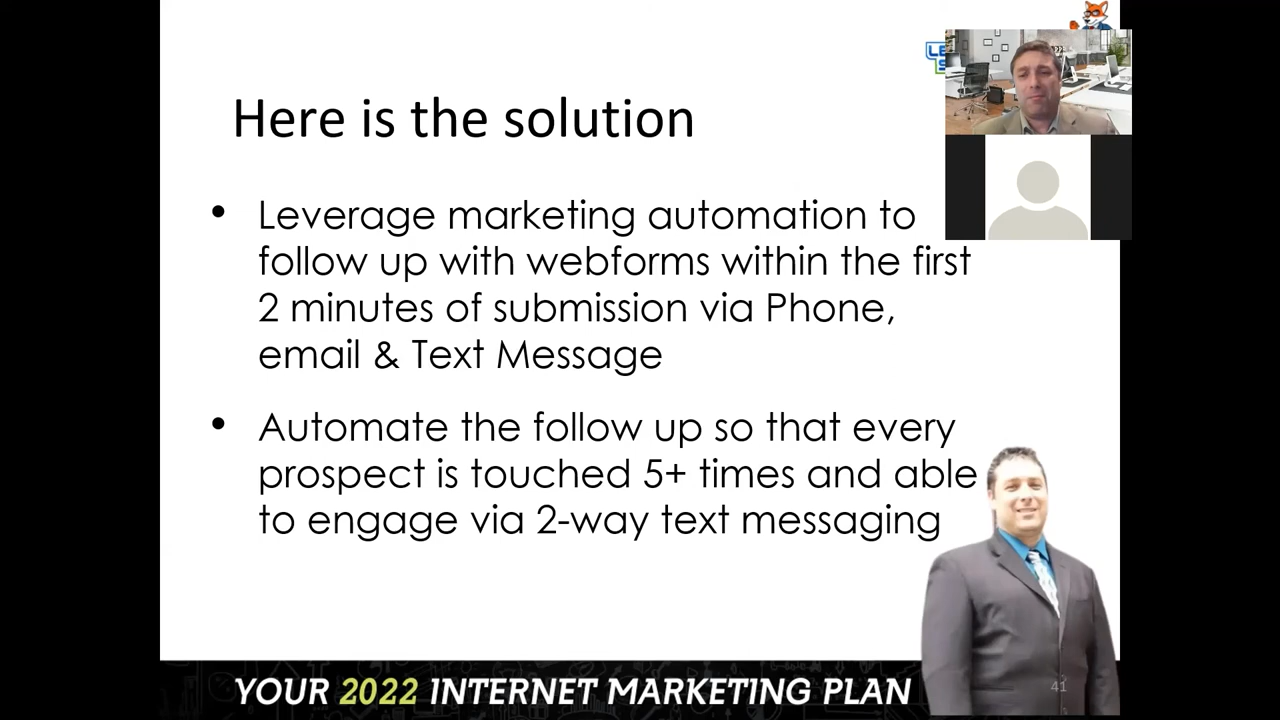 Here is the solution
• Leverage marketing automation to
follow up with webforms within the first
2 minutes of submission via Phone,
email & Text Message
• Automate the follow up so that every
prospect is touched 5+ times and able
to engage via 2-way text messaging
YOUR 2022 INTERNET MARKETING PLAN
41